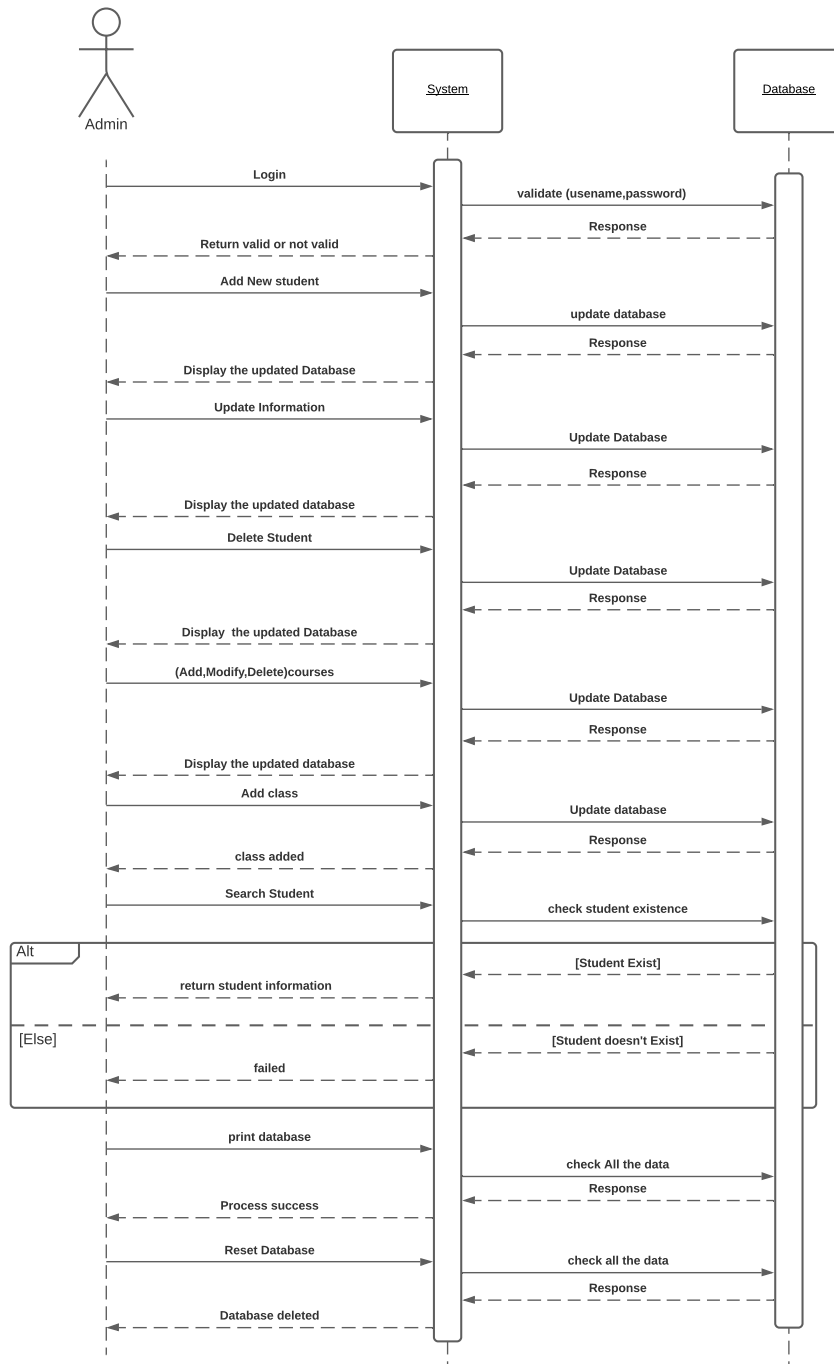 Admin
System
Database
Login
validate (usename,password)
Response
Return valid or not valid
Add New student
update database
Response
Display the updated Database
Update Information
Update Database
Response
Display the updated database
Delete Student
Update Database
Response
Display  the updated Database
(Add,Modify,Delete)courses
Update Database
Response
Display the updated database
Add class
Update database
Response
class added
Search Student
check student existence
Alt
[Student Exist]
return student information
[Else]
[Student doesn't Exist]
failed
print database
check All the data
Response
Process success
Reset Database
check all the data
Response
Database deleted